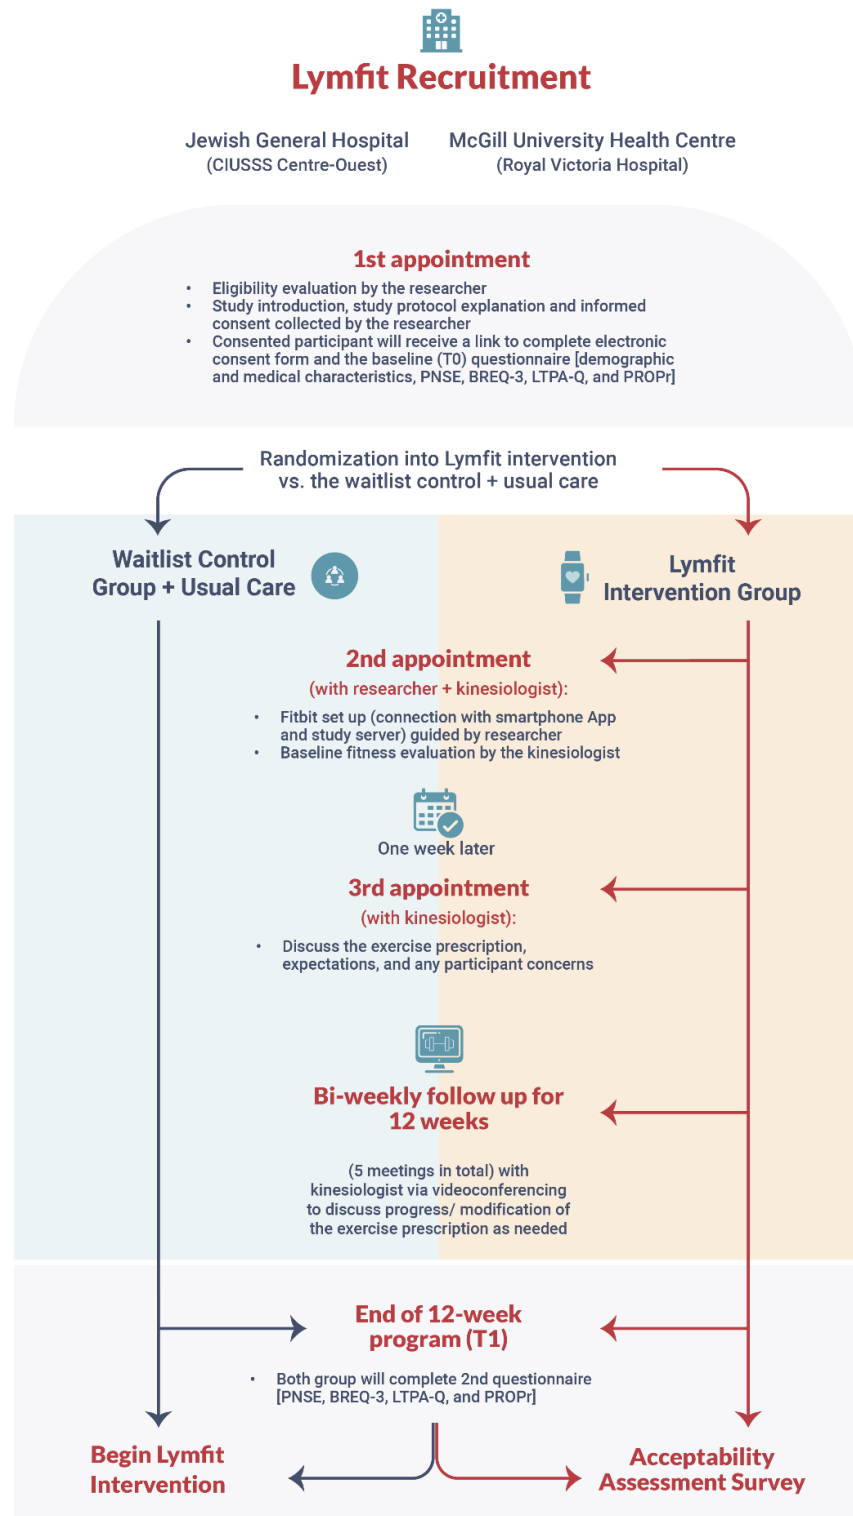 Lymfit Recruitment
Jewish General Hospital
(CIUSSS Centre-Ouest)
McGill University Health Centre
(Royal Victoria Hospital)
1st appointment
• Eligibility evaluation by the researcher
• Study introduction, study protocol explanation and informed
consent collected by the researcher
• Consented participant will receive a link to complete electronic
consent form and the baseline (T0) questionnaire [demographic
and medical characteristics, PNSE, BREQ-3, LTPA-Q, and PROPr]
Randomization into Lymfit intervention
vs. the waitlist control + usual care
Waitlist Control
Group + Usual Care
Lymfit
Intervention Group
2nd appointment
(with researcher + kinesiologist):
• Fitbit set up (connection with smartphone App
and study server) guided by researcher
• Baseline fitness evaluation by the kinesiologist
One week later
3rd appointment
(with kinesiologist):
• Discuss the exercise prescription,
expectations, and any participant concerns
Bi-weekly follow up for
12 weeks
(5 meetings in total) with
kinesiologist via videoconferencing
to discuss progress/ modification of
the exercise prescription as needed
End of 12-week
program (T1)
• Both group will complete 2nd questionnaire
[PNSE, BREQ-3, LTPA-Q, and PROPr]
Begin Lymfit
Intervention
Acceptability
Assessment Survey